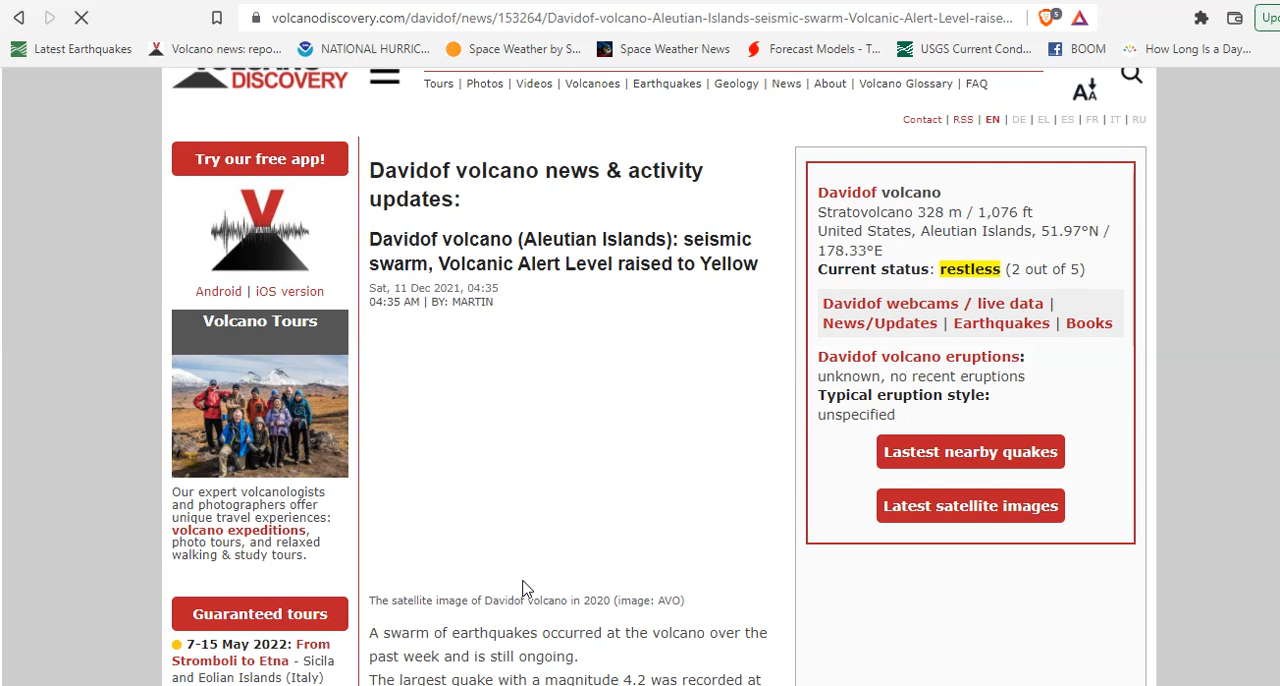 volcanodiscovery.com/davidof/news/153264/Davidof-volcano-Aleutian-Islands-seismic-swarm-Volcanic-Alert-Level-raise...
5
Latest Earthquakes
Volcano news: repo...
NATIONAL HURRIC...
Space Weather by S...
Space Weather News
Forecast Models - T...
USGS Current Cond...
BOOM
How Long Is a Day...
DISCOVERY
Tours | Photos | Videos | Volcanoes | Earthquakes | Geology | News | About | Volcano Glossary | FAQ
Contact | RSS | EN | DE | EL | ES | FR | IT | RU
Try our free app!
Android | iOS version
Volcano Tours
Our expert volcanologists
and photographers offer
unique travel experiences:
volcano expeditions,
photo tours, and relaxed
walking & study tours.
Guaranteed tours
7-15 May 2022: From
Stromboli to Etna - Sicila
and Eolian Islands (Italy)
Davidof volcano news & activity
updates:
Davidof volcano (Aleutian Islands): seismic
swarm, Volcanic Alert Level raised to Yellow
Sat, 11 Dec 2021, 04:35
04:35 AM | BY: MARTIN
The satellite image of Davidof volcano in 2020 (image: AVO)
A swarm of earthquakes occurred at the volcano over the
past week and is still ongoing.
The largest quake with a magnitude 4.2 was recorded at
Davidof volcano
Stratovolcano 328 m / 1,076 ft
United States, Aleutian Islands, 51.97°N /
178.33°E
Current status: restless (2 out of 5)
Davidof webcams / live data |
News/Updates | Earthquakes | Books
Davidof volcano eruptions:
unknown, no recent eruptions
Typical eruption style:
unspecified
Lastest nearby quakes
Latest satellite images